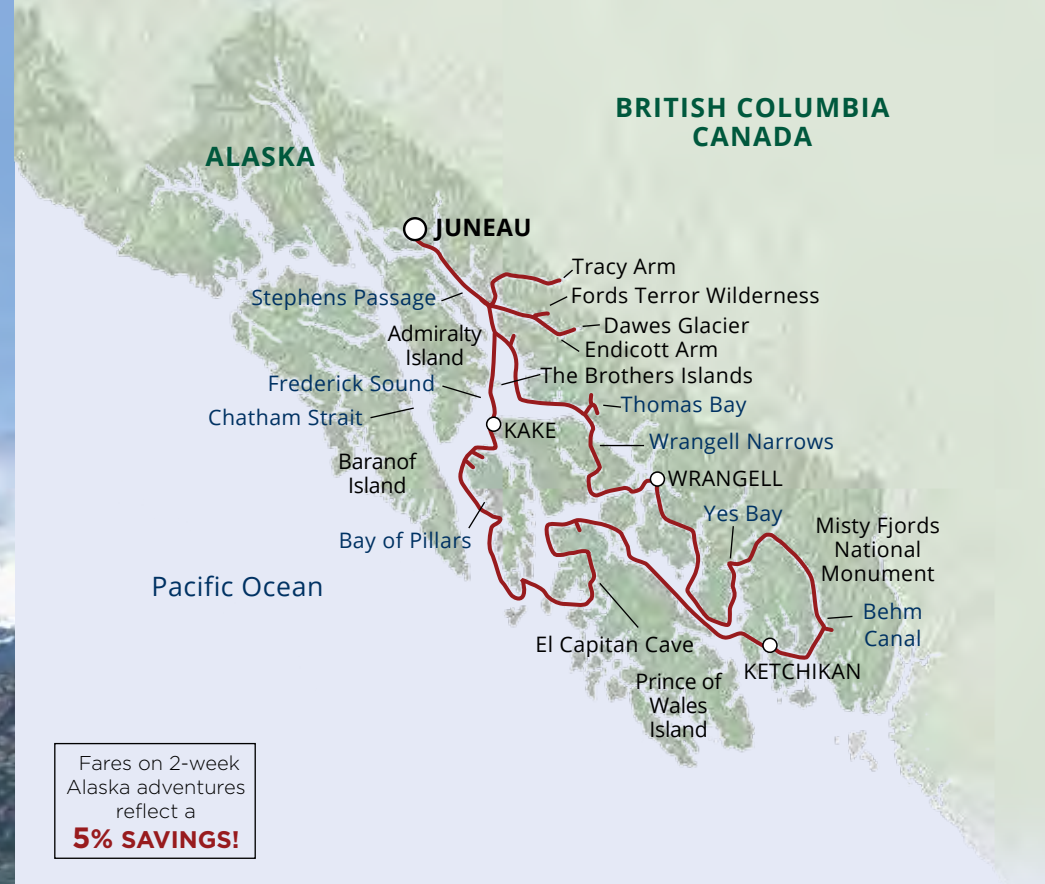 BRITISH COLUMBIA
CANADA
ALASKA
JUNEAU
Tracy Arm
Stephens Passage
Fords Terror Wilderness
Dawes Glacier
Admiralty
Island
Endicott Arm
The Brothers Islands
Frederick Sound
Thomas Bay
Chatham Strait
KAKE
Wrangell Narrows
Baranof
Island
WRANGELL
Yes Bay
Misty Fjords
National
Monument
Bay of Pillars
Pacific Ocean
Behm
Canal
El Capitan Cave
KETCHIKAN
Prince of
Wales
Island
Fares on 2-week
Alaska adventures
reflect a
5% SAVINGS!